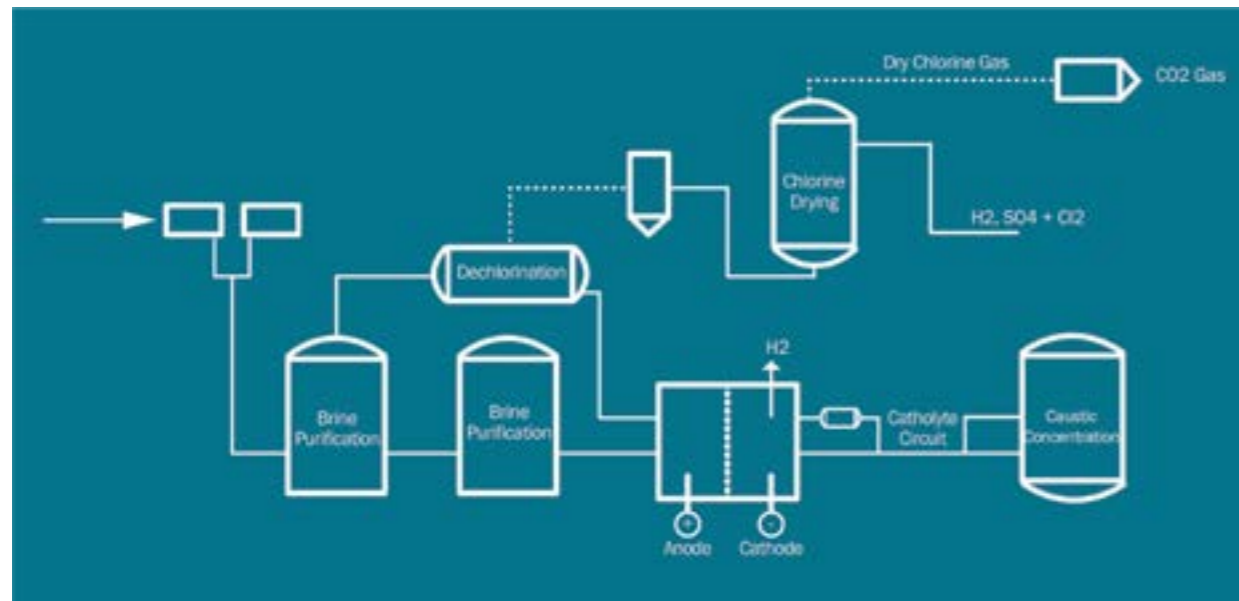 Dry Chlorine Gas
CO2 Gas
Chlorine
Drying
H2, SO4 + Cl2
Dechlorination
H2
Brine
Purification
Brine
Purification
Catholyte
Circuit
Caustic
Concentration
+
-
Anode
Cathode